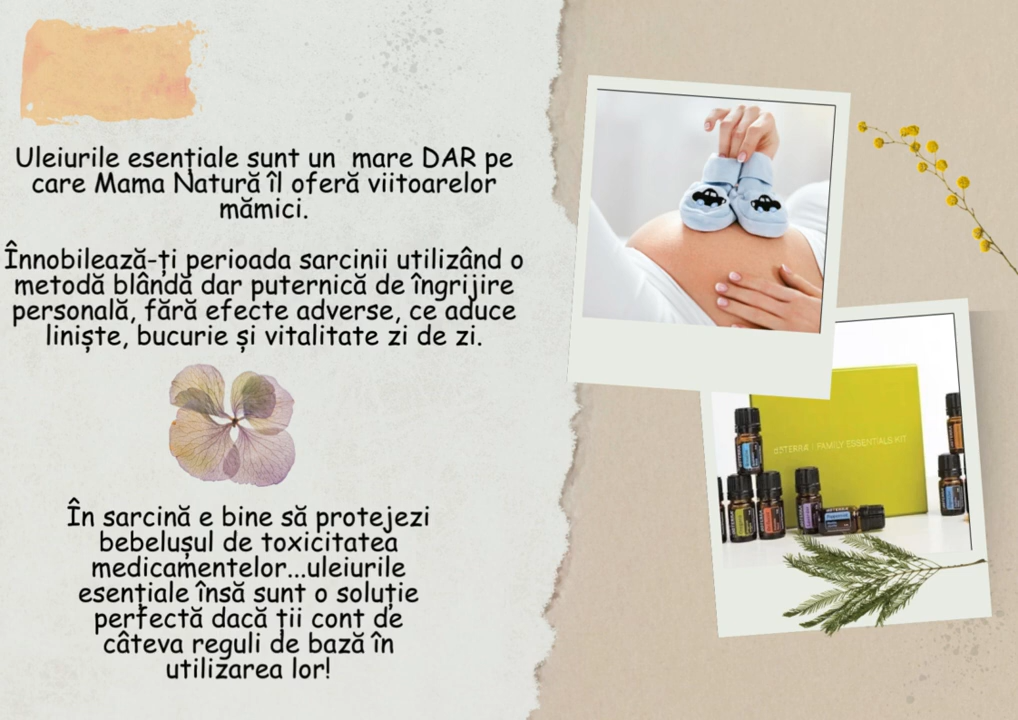 Uleiurile esențiale sunt un mare DAR pe
care Mama Natură îl oferă viitoarelor
mămici.
Înnobilează-ți perioada sarcinii utilizând o
metodă blândă dar puternică de îngrijire
personală, fără efecte adverse, ce aduce
liniște, bucurie și vitalitate zi de zi.
În sarcină e bine să protejezi
bebelușul de toxicitatea
medicamentelor...uleiurile
esențiale însă sunt o soluție
perfectă dacă ții cont de
câteva reguli de bază în
utilizarea lor!
dōTERRA | FAMILY ESSENTIALS KIT